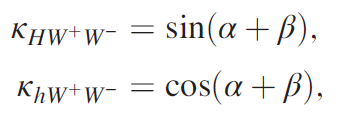 κ_{HW⁺W⁻} = sin(α + β),
κ_{hW⁺W⁻} = cos(α + β),